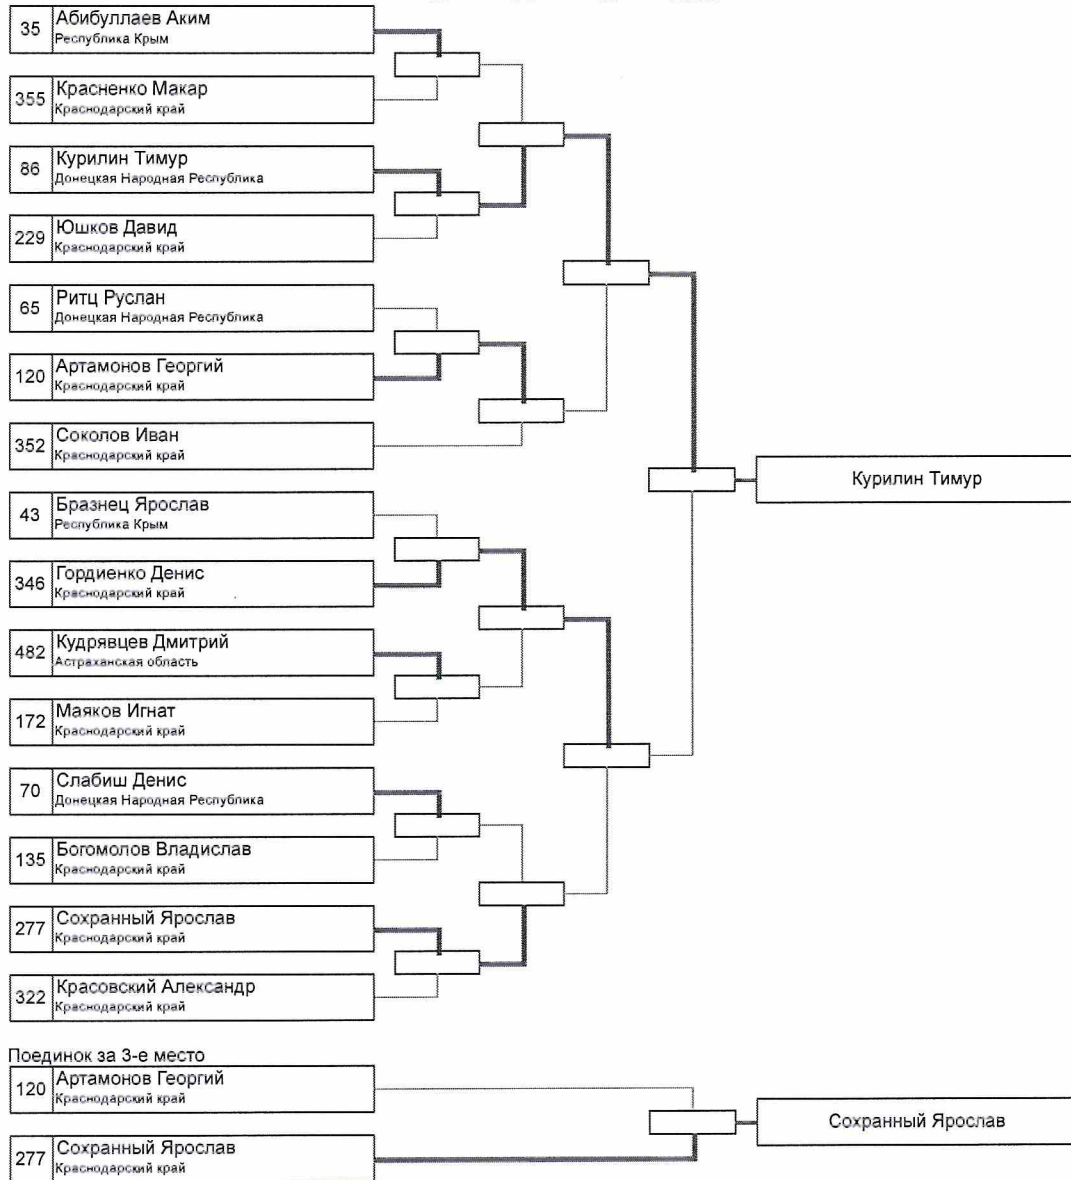 35
Абибуллаев Аким
Республика Крым
355
Красненко Макар
Краснодарский край
86
Курилин Тимур
Донецкая Народная Республика
229
Юшков Давид
Краснодарский край
65
Ритц Руслан
Донецкая Народная Республика
120
Артамонов Георгий
Краснодарский край
352
Соколов Иван
Краснодарский край
Курилин Тимур
43
Бразнец Ярослав
Республика Крым
346
Гордиенко Денис
Краснодарский край
482
Кудрявцев Дмитрий
Астраханская область
172
Маяков Игнат
Краснодарский край
70
Слабиш Денис
Донецкая Народная Республика
135
Богомолов Владислав
Краснодарский край
277
Сохранный Ярослав
Краснодарский край
322
Красовский Александр
Краснодарский край
Поединок за 3-е место
120
Артамонов Георгий
Краснодарский край
Сохранный Ярослав
277
Сохранный Ярослав
Краснодарский край